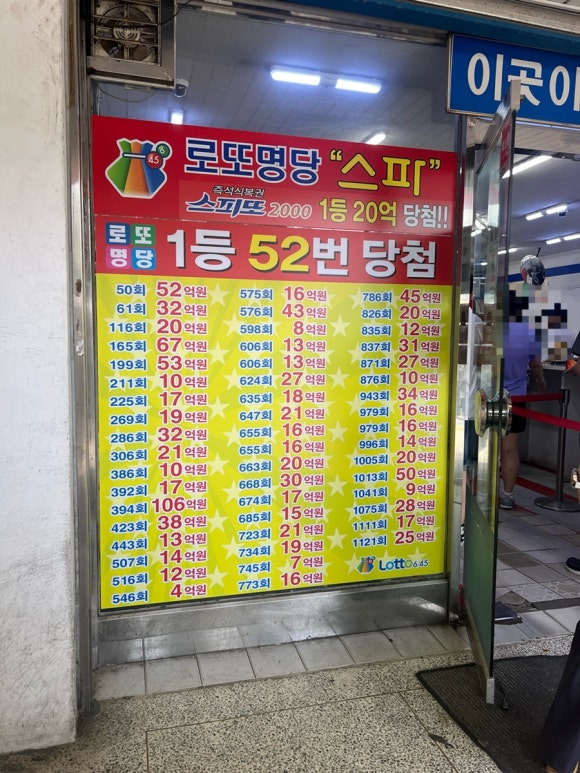 이곳이
로또명당 "스파"
즉석식복권
스피또 2000 1등 20억 당첨!!
로또
명당
1등 52번 당첨
50회 52억원
61회 32억원
116회 20억원
165회 67억원
199회 53억원
211회 10억원
225회 17억원
269회 19억원
286회 32억원
306회 21억원
386회 10억원
392회 17억원
394회 106억원
423회 38억원
443회 13억원
507회 14억원
516회 12억원
546회 4억원
575회 16억원
576회 43억원
598회 8억원
606회 13억원
606회 13억원
624회 27억원
635회 18억원
647회 21억원
655회 16억원
655회 16억원
663회 20억원
668회 30억원
674회 17억원
685회 15억원
723회 21억원
734회 19억원
745회 7억원
773회 16억원
786회 45억원
826회 20억원
835회 12억원
837회 31억원
871회 27억원
876회 10억원
943회 34억원
979회 16억원
979회 16억원
996회 14억원
1005회 20억원
1013회 50억원
1041회 9억원
1075회 28억원
1111회 17억원
1121회 25억원
Lotto 6/45